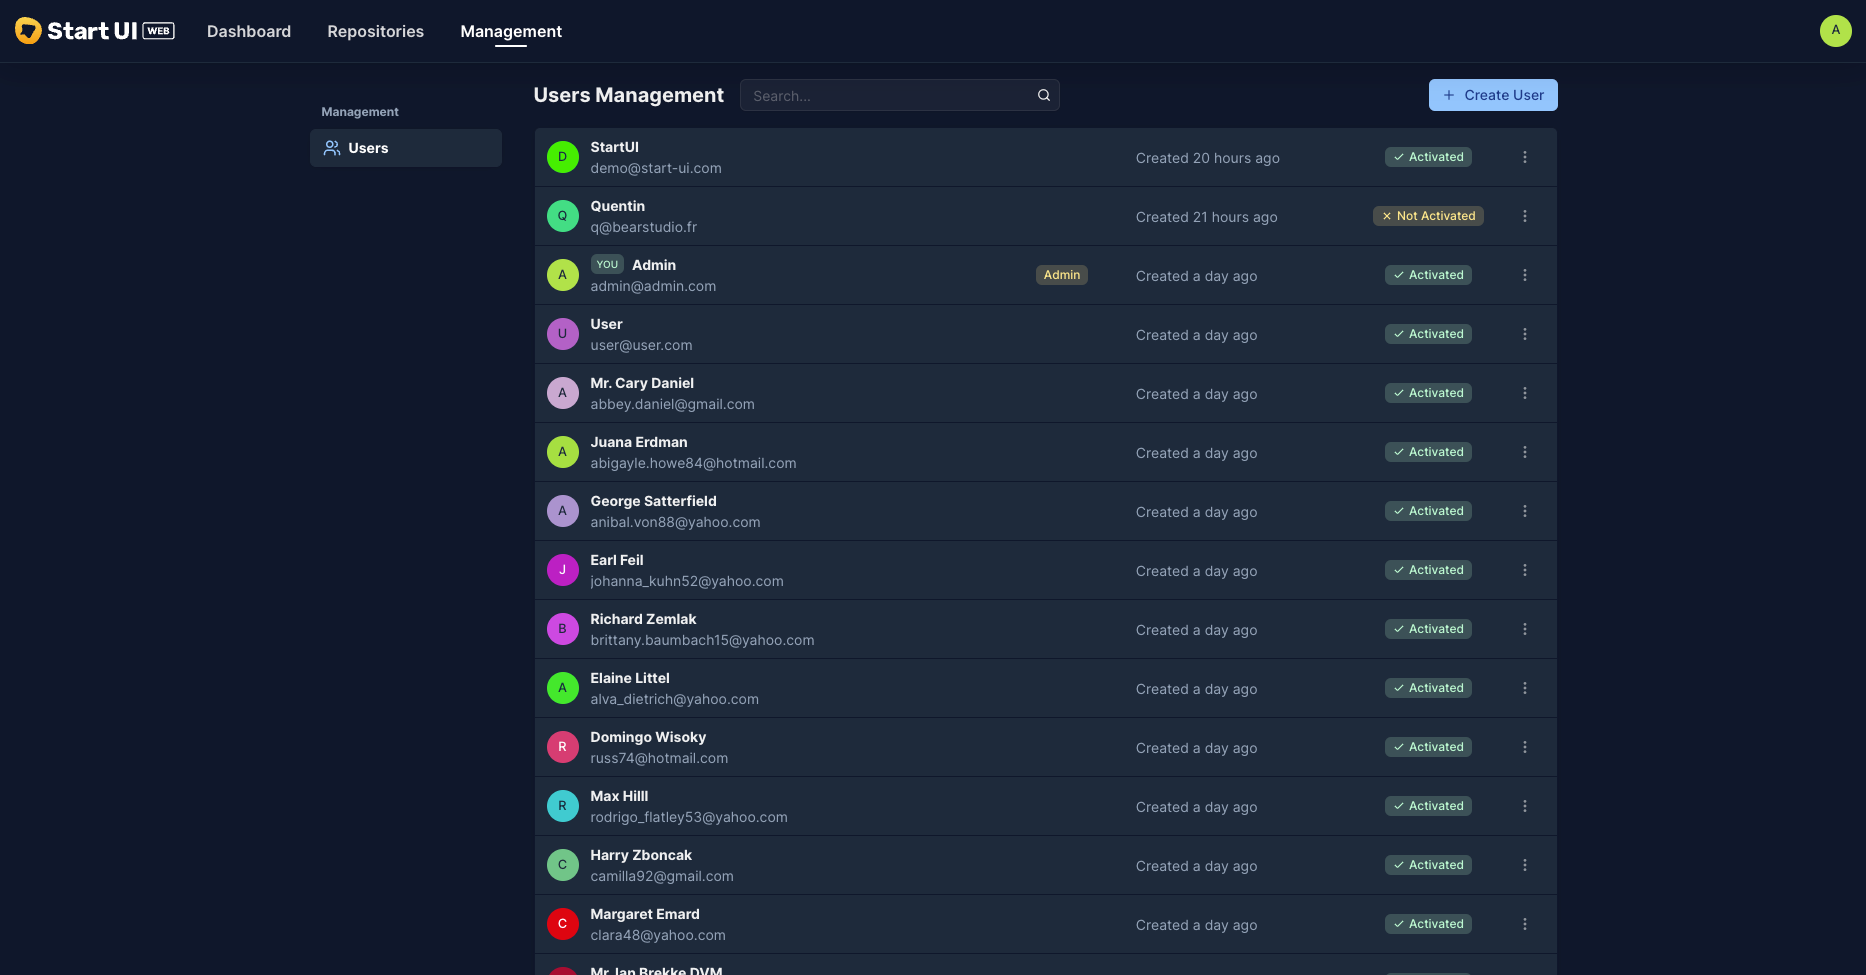 Start UI WEB
Dashboard
Repositories
Management
A
Management
Users
Users Management
Search...
Create User
D
StartUI
demo@start-ui.com
Created 20 hours ago
Activated
Q
Quentin
q@bearstudio.fr
Created 21 hours ago
Not Activated
A
YOU Admin
admin@admin.com
Admin
Created a day ago
Activated
U
User
user@user.com
Created a day ago
Activated
A
Mr. Cary Daniel
abbey.daniel@gmail.com
Created a day ago
Activated
A
Juana Erdman
abigayle.howe84@hotmail.com
Created a day ago
Activated
A
George Satterfield
anibal.von88@yahoo.com
Created a day ago
Activated
J
Earl Feil
johanna_kuhn52@yahoo.com
Created a day ago
Activated
B
Richard Zemlak
brittany.baumbach15@yahoo.com
Created a day ago
Activated
A
Elaine Littel
alva_dietrich@yahoo.com
Created a day ago
Activated
R
Domingo Wisoky
russ74@hotmail.com
Created a day ago
Activated
R
Max Hilll
rodrigo_flatley53@yahoo.com
Created a day ago
Activated
C
Harry Zboncak
camilla92@gmail.com
Created a day ago
Activated
C
Margaret Emard
clara48@yahoo.com
Created a day ago
Activated
Mr. Ian Brekke DVM